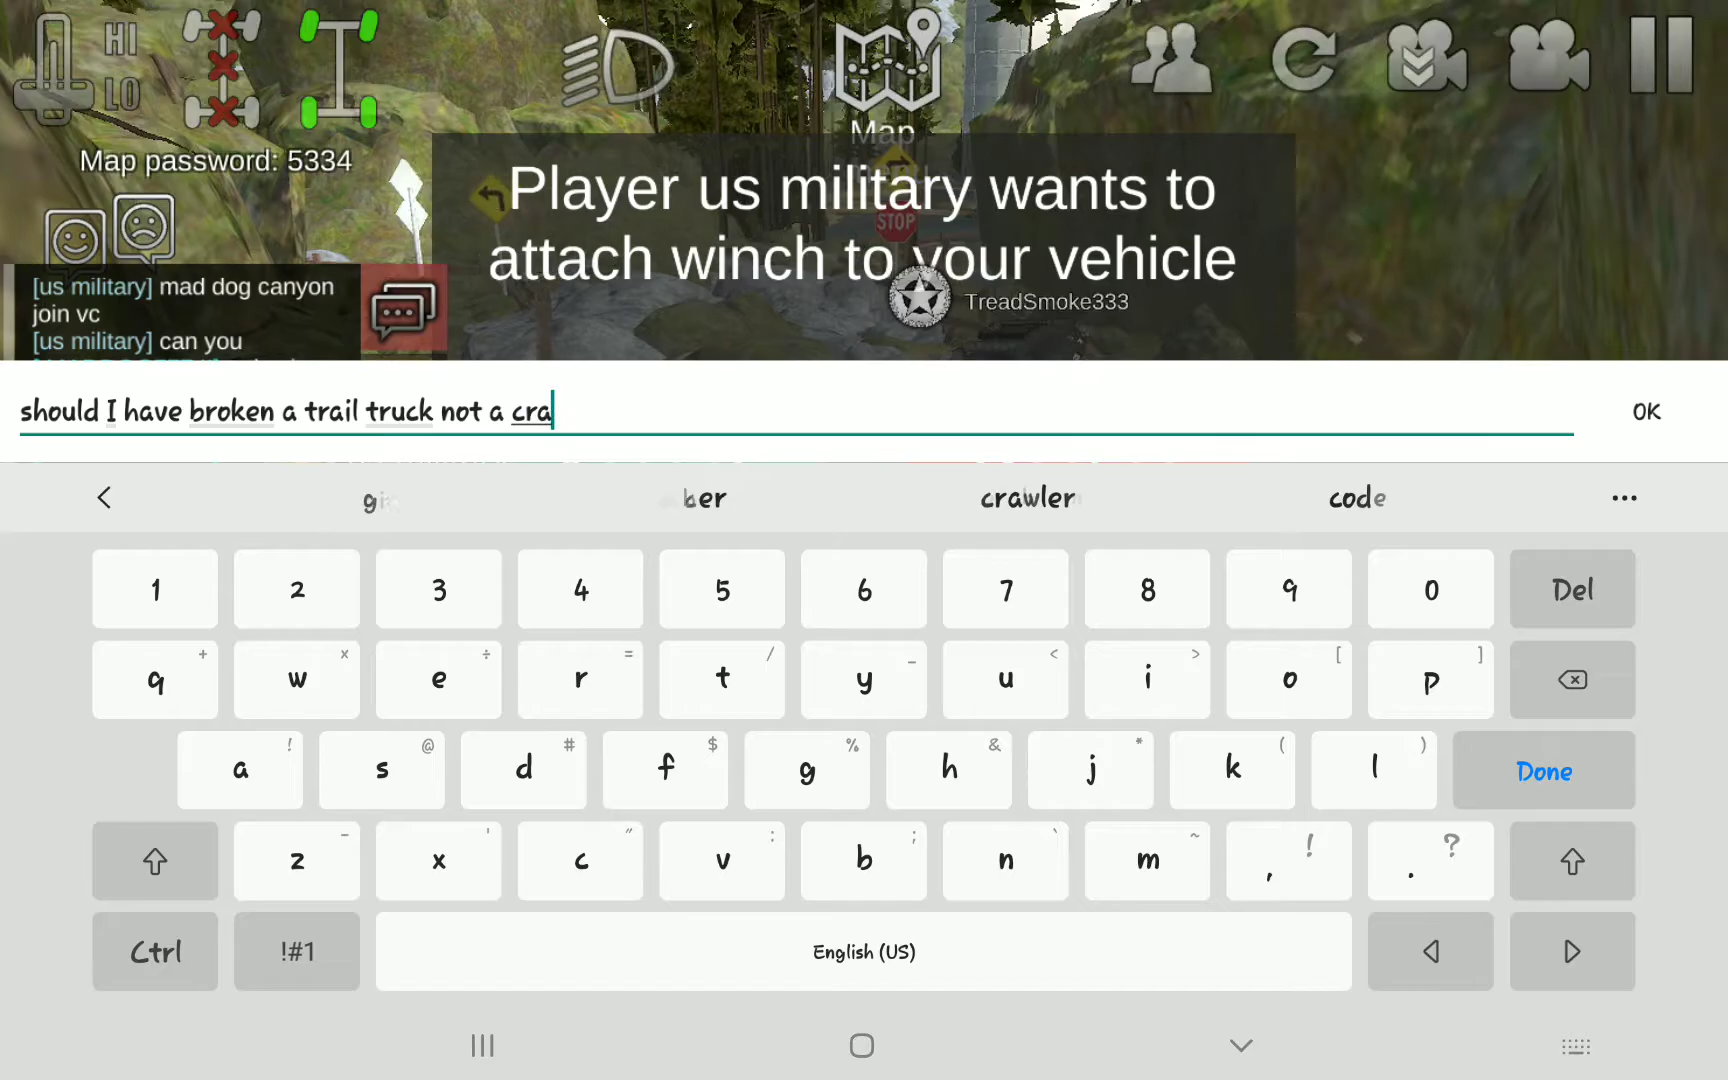 HI
LO
Map
Map password: 5334
Player us military wants to
attach winch to your vehicle
STOP
TreadSmoke333
[us military] mad dog canyon
join vc
[us military] can you
should I have broken a trail truck not a cra
OK
ber
crawler
code
1 2 3 4 5 6 7 8 9 0 Del
+ × ÷ = / _ < > [ ]
q w e r t y u i o p
! @ # $ % & * ( )
a s d f g h j k l Done
- ' " : ; ` ~ ! ?
z x c v b n m , .
Ctrl !#1 English (US)